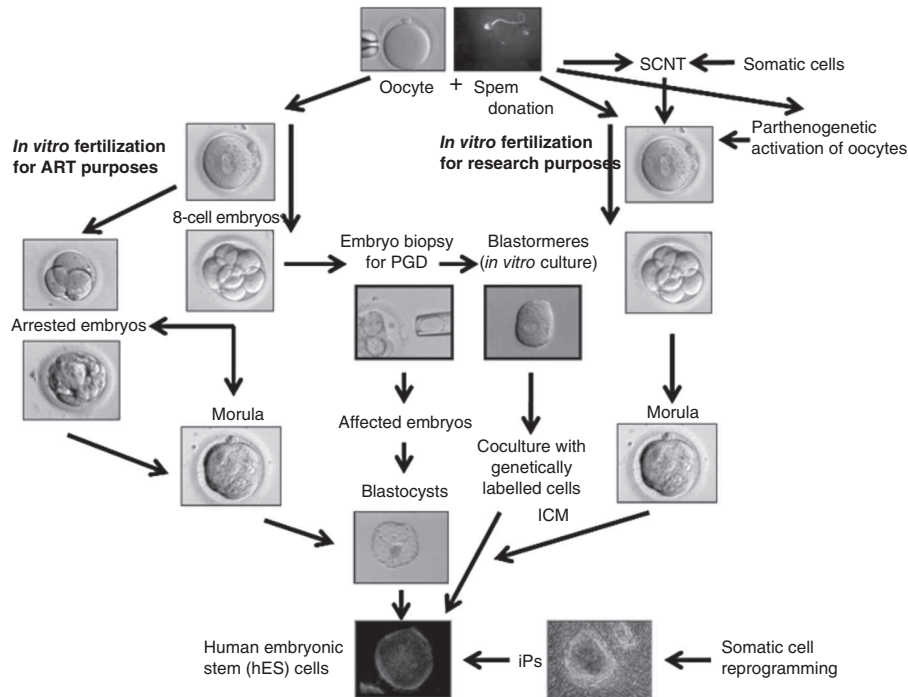 Oocyte + Spem
donation
SCNT
Somatic cells
Parthenogenetic
activation of oocytes
In vitro fertilization
for ART purposes
In vitro fertilization
for research purposes
8-cell embryos
Embryo biopsy
for PGD
Blastormeres
(in vitro culture)
Arrested embryos
Morula
Affected embryos
Coculture with
genetically
labelled cells
Morula
Blastocysts
ICM
Human embryonic
stem (hES) cells
iPs
Somatic cell
reprogramming